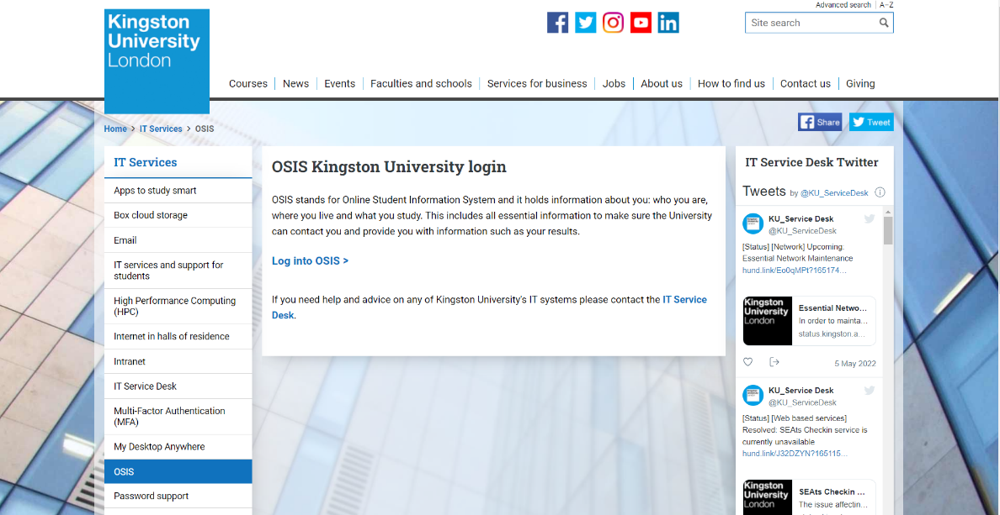 Advanced search A–Z
Kingston
University
London
Site search
Courses News Events Faculties and schools Services for business Jobs About us How to find us Contact us Giving
Home > IT Services > OSIS
Share Tweet
IT Services
Apps to study smart
Box cloud storage
Email
IT services and support for
students
High Performance Computing
(HPC)
Internet in halls of residence
Intranet
IT Service Desk
Multi-Factor Authentication
(MFA)
My Desktop Anywhere
OSIS
Password support
OSIS Kingston University login
OSIS stands for Online Student Information System and it holds information about you: who you are,
where you live and what you study. This includes all essential information to make sure the University
can contact you and provide you with information such as your results.
Log into OSIS >
If you need help and advice on any of Kingston University's IT systems please contact the IT Service
Desk.
IT Service Desk Twitter
Tweets by @KU_ServiceDesk
KU_Service Desk
@KU_ServiceDesk
[Status] [Network] Upcoming:
Essential Network Maintenance
hund.link/Eo0qMPt?165174…
Kingston
University
London
Essential Netwo…
In order to mainta…
status.kingston.a…
5 May 2022
KU_Service Desk
@KU_ServiceDesk
[Status] [Web based services]
Resolved: SEAts Checkin service is
currently unavailable
hund.link/J32DZYN?165115…
Kingston
University
London
SEAts Checkin …
The issue affectin…